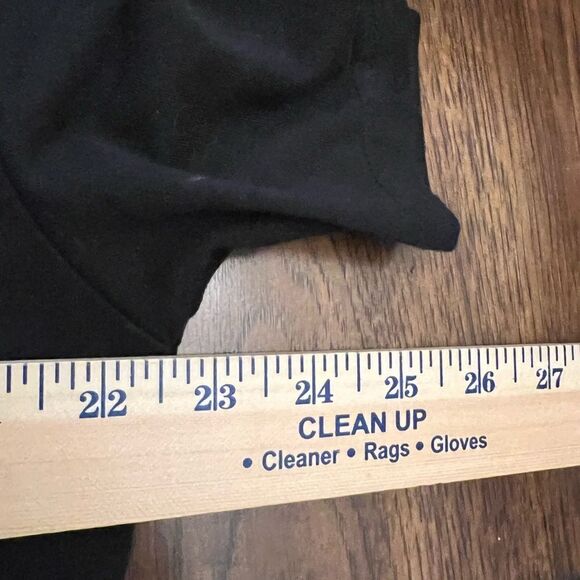 22 23 24 25 26 27
CLEAN UP
• Cleaner • Rags • Gloves